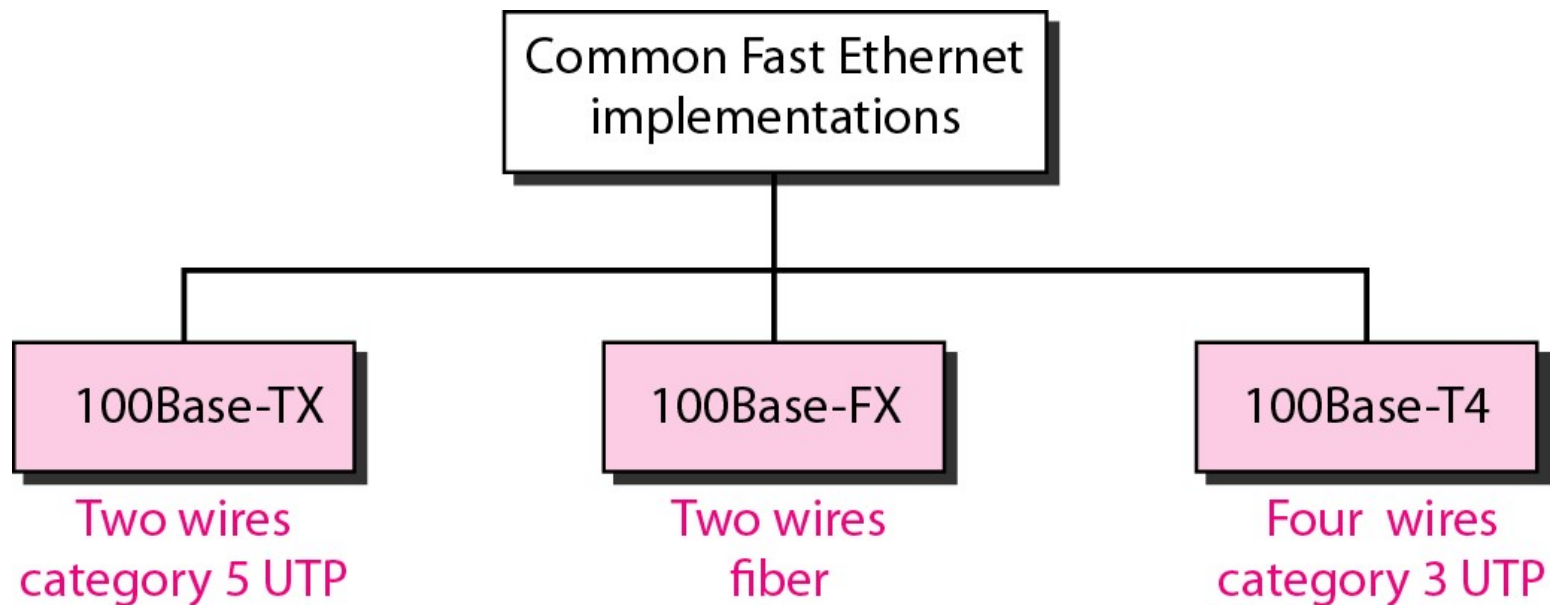 Common Fast Ethernet
implementations
100Base-TX
100Base-FX
100Base-T4
Two wires
category 5 UTP
Two wires
fiber
Four wires
category 3 UTP